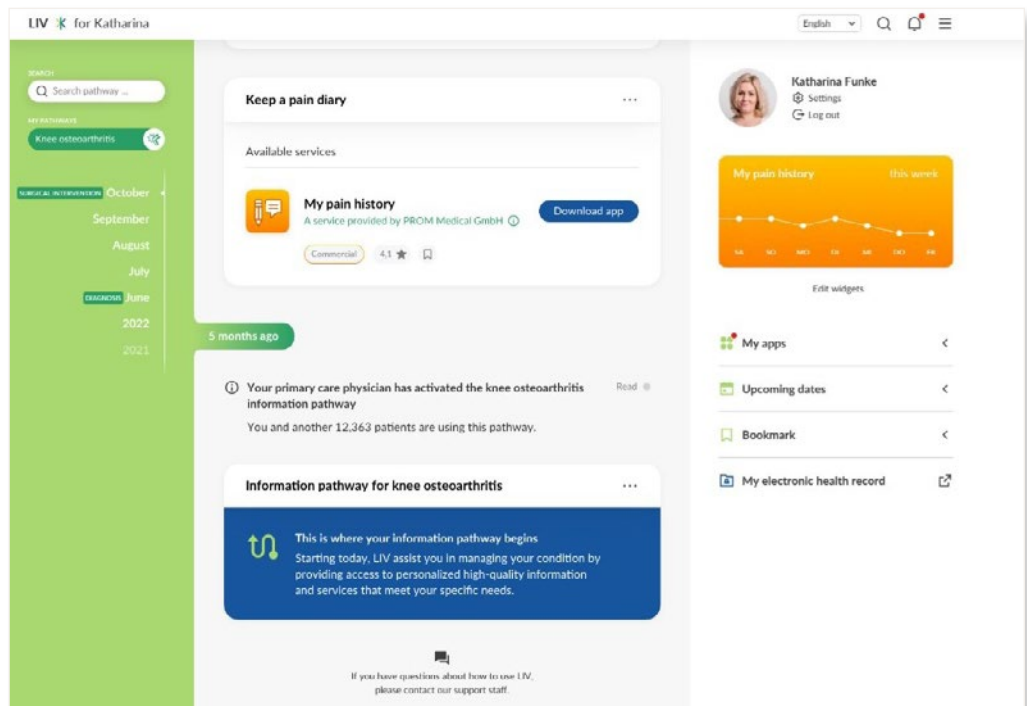 LIV for Katharina
English
SEARCH
Search pathway ...
MY PATHWAYS
Knee osteoarthritis
SURGICAL INTERVENTION October
September
August
July
DIAGNOSIS June
2022
2021
Keep a pain diary
Available services
My pain history
A service provided by PROM Medical GmbH
Download app
Commercial 4,1
5 months ago
Your primary care physician has activated the knee osteoarthritis
information pathway
Read
You and another 12,363 patients are using this pathway.
Information pathway for knee osteoarthritis
This is where your information pathway begins
Starting today, LIV assist you in managing your condition by
providing access to personalized high-quality information
and services that meet your specific needs.
If you have questions about how to use LIV,
please contact our support staff.
Katharina Funke
Settings
Log out
My pain history this week
SA SO MO DI MI DO FR
Edit widgets
My apps
Upcoming dates
Bookmark
My electronic health record